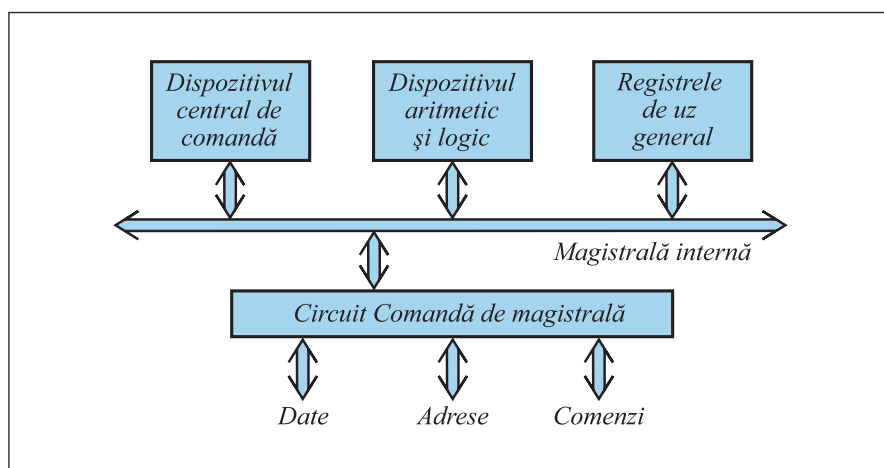 Dispozitivul
central de
comandă
Dispozitivul
aritmetic
şi logic
Registrele
de uz
general
Magistrală internă
Circuit Comandă de magistrală
Date
Adrese
Comenzi